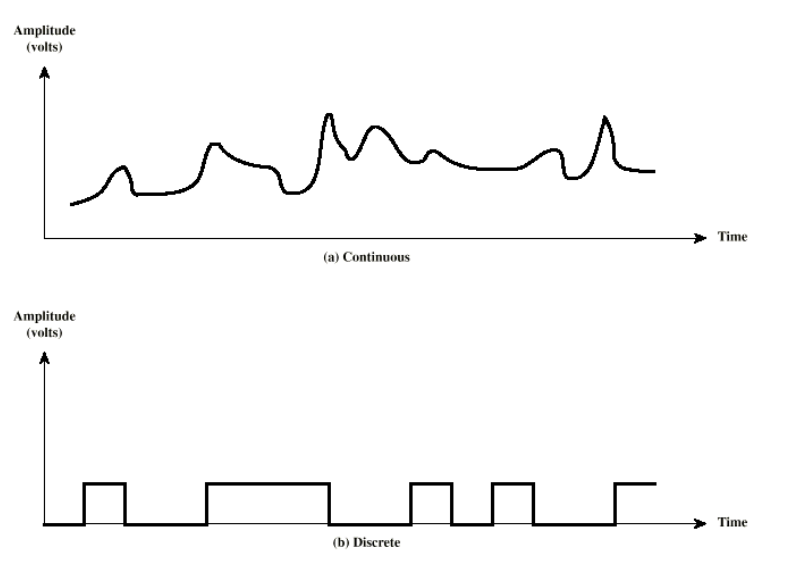 Amplitude
(volts)
Time
(a) Continuous
Amplitude
(volts)
Time
(b) Discrete